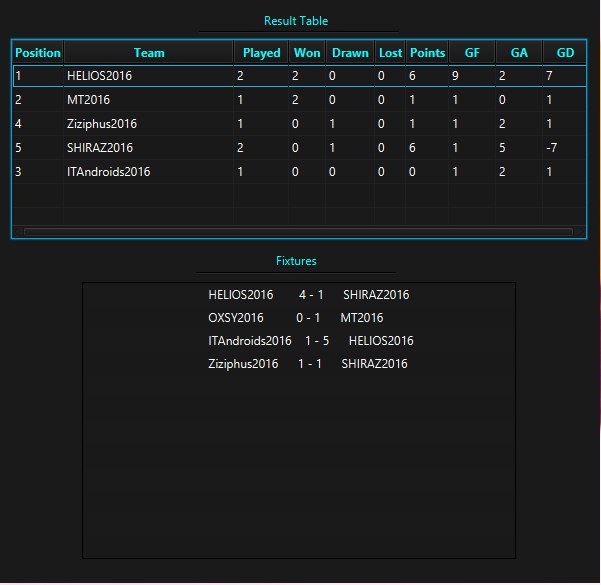 Result Table
Position Team Played Won Drawn Lost Points GF GA GD
1 HELIOS2016 2 2 0 0 6 9 2 7
2 MT2016 1 2 0 0 1 1 0 1
4 Ziziphus2016 1 0 1 0 1 1 2 1
5 SHIRAZ2016 2 0 1 0 6 1 5 -7
3 ITAndroids2016 1 0 0 0 0 1 2 1
Fixtures
HELIOS2016 4 - 1 SHIRAZ2016
OXSY2016 0 - 1 MT2016
ITAndroids2016 1 - 5 HELIOS2016
Ziziphus2016 1 - 1 SHIRAZ2016